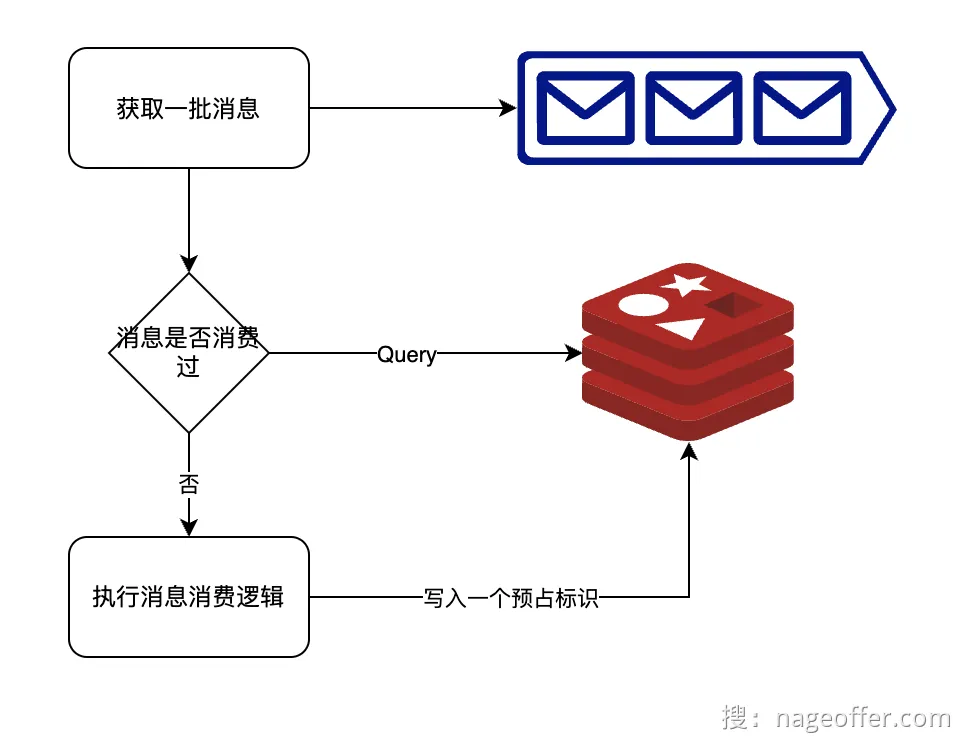 获取一批消息
消息是否消费
过
Query
否
执行消息消费逻辑
写入一个预占标识
搜：nageoffer.com